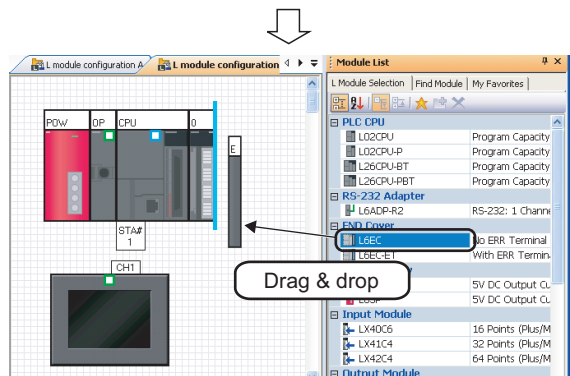 L module configuration A
L module configuration
Module List
L Module Selection
Find Module
My Favorites
POW
OP
CPU
0
E
STA#
1
CH1
PLC CPU
L02CPU Program Capacity
L02CPU-P Program Capacity
L26CPU-BT Program Capacity
L26CPU-PBT Program Capacity
RS-232 Adapter
L6ADP-R2 RS-232: 1 Channe
END Cover
L6EC No ERR Terminal
L6EC-ET With ERR Termin
Drag & drop
5V DC Output Cu
5V DC Output Cu
Input Module
LX40C6 16 Points (Plus/M
LX41C4 32 Points (Plus/M
LX42C4 64 Points (Plus/M
Output Module